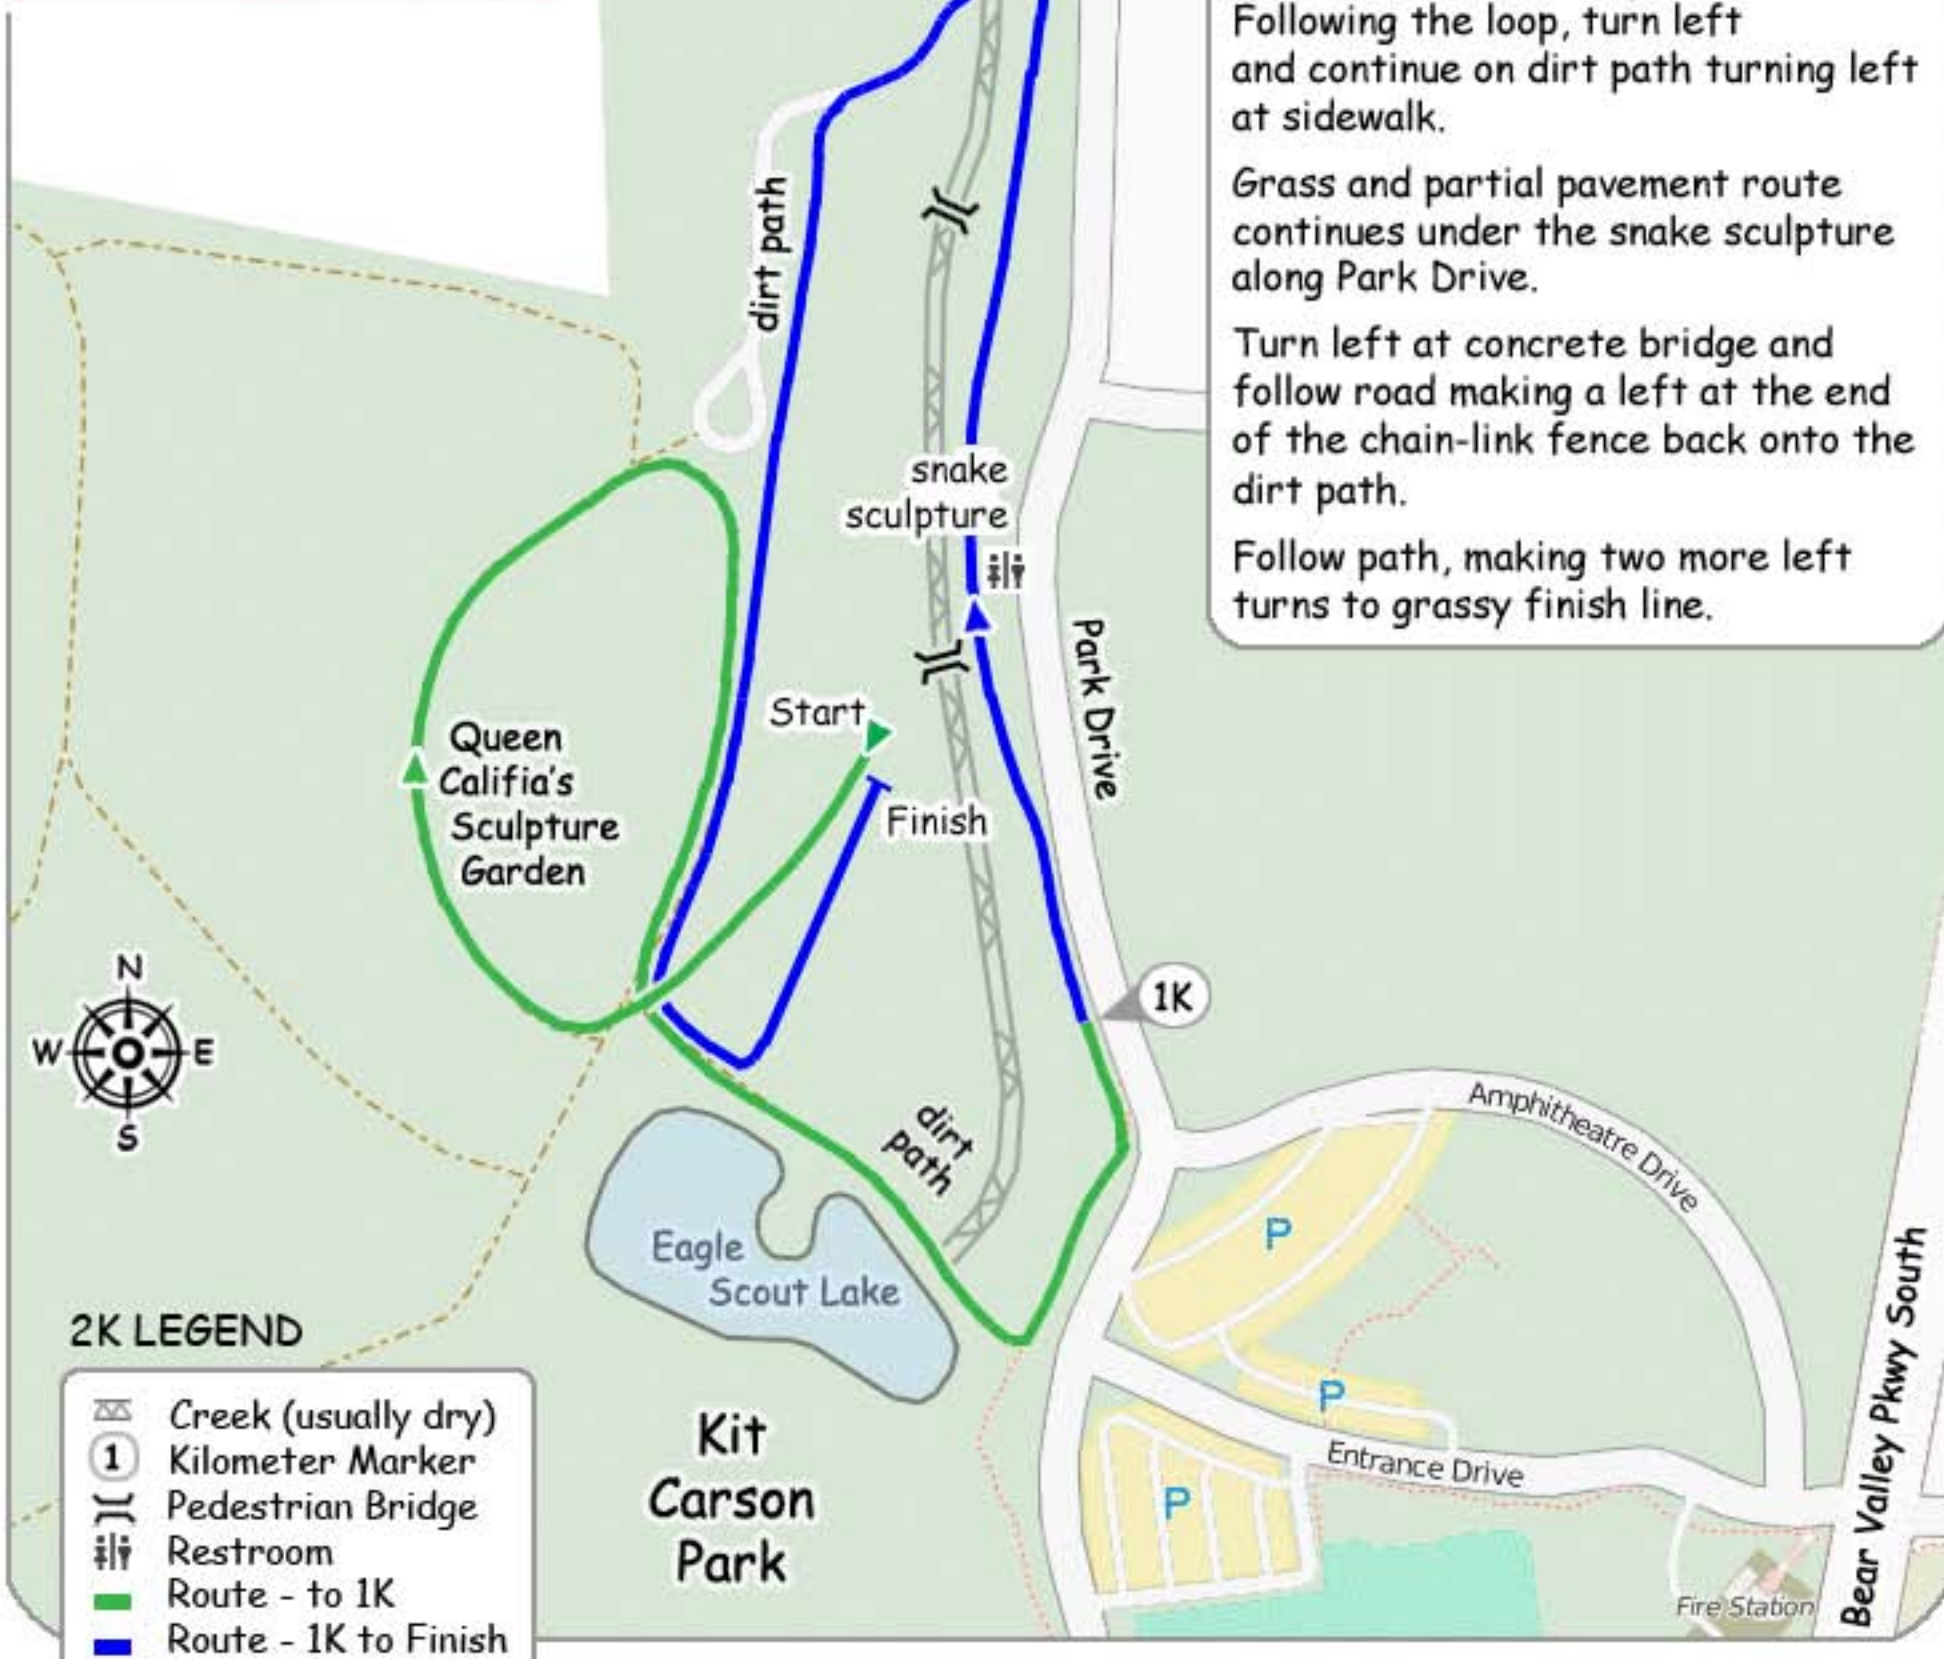 Following the loop, turn left
and continue on dirt path turning left
at sidewalk.
Grass and partial pavement route
continues under the snake sculpture
along Park Drive.
Turn left at concrete bridge and
follow road making a left at the end
of the chain-link fence back onto the
dirt path.
Follow path, making two more left
turns to grassy finish line.
dirt path
snake
sculpture
Park Drive
Start
Finish
Queen
Califia's
Sculpture
Garden
N
W
E
S
1K
dirt
path
Amphitheatre Drive
P
Eagle
Scout Lake
P
Entrance Drive
P
Bear Valley Pkwy South
Fire Station
Kit
Carson
Park
2K LEGEND
Creek (usually dry)
1 Kilometer Marker
Pedestrian Bridge
Restroom
Route - to 1K
Route - 1K to Finish